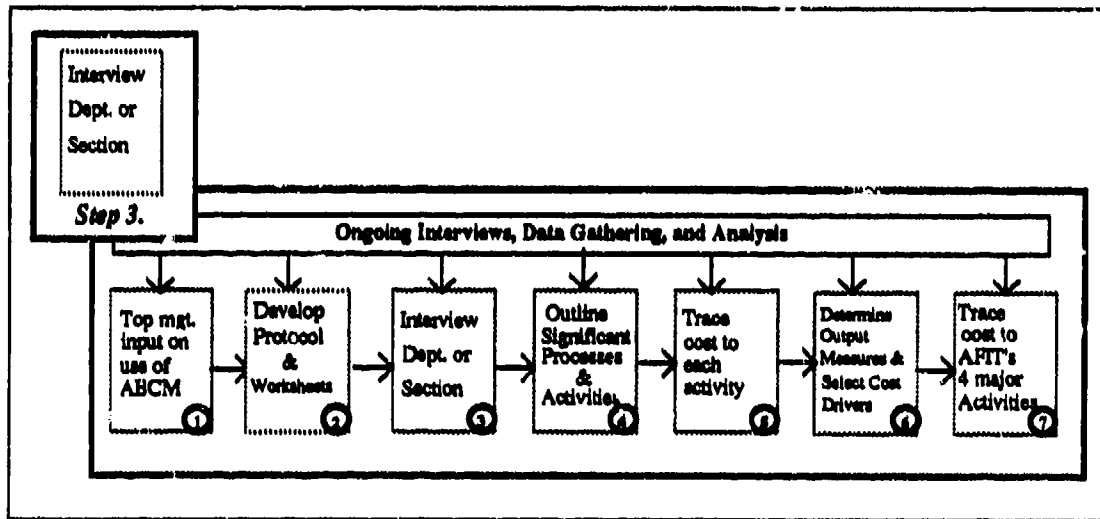 Interview
Dept. or
Section
Step 3.
Ongoing Interviews, Data Gathering, and Analysis
Top mgt.
input on
use of
ABCM
1
Develop
Protocol
&
Worksheets
2
Interview
Dept. or
Section
3
Outline
Significant
Processes
&
Activities
4
Trace
cost to
each
activity
5
Determine
Output
Measures &
Select Cost
Drivers
6
Trace
cost to
AFIT's
4 major
Activities
7